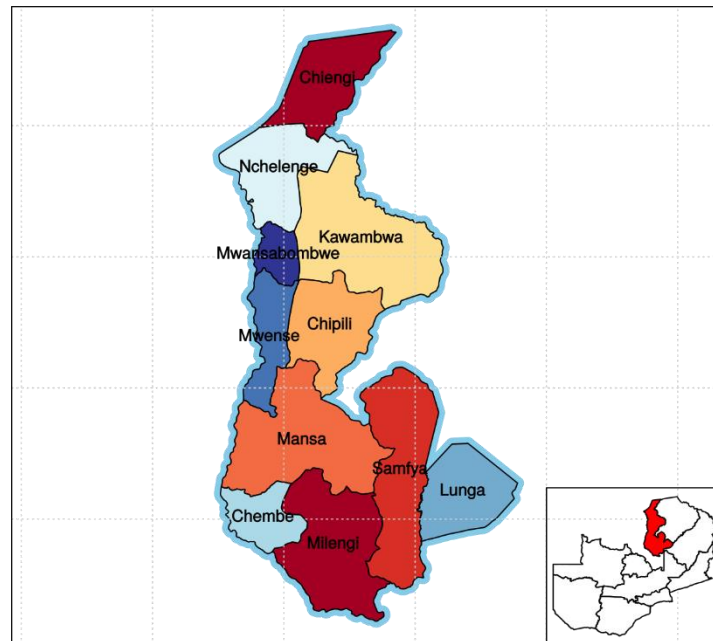 Chiengi
Nchelenge
Kawambwa
Mwansabombwe
Chipili
Mwense
Mansa
Samfya
Lunga
Chembe
Milengi